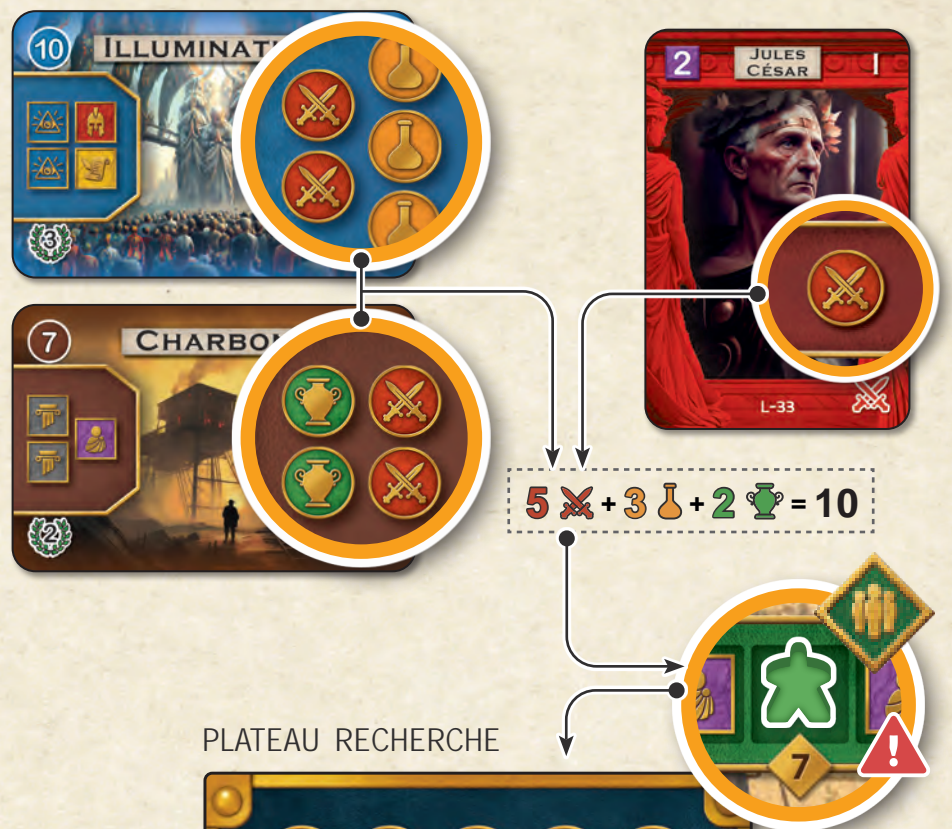 10
ILLUMINATI
3
2
JULES
CÉSAR
I
L-33
7
CHARBON
2
5 + 3 + 2 = 10
7
!
PLATEAU RECHERCHE